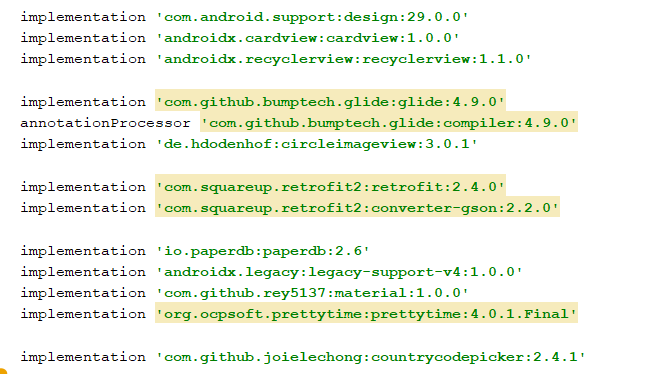 implementation 'com.android.support:design:29.0.0'
implementation 'androidx.cardview:cardview:1.0.0'
implementation 'androidx.recyclerview:recyclerview:1.1.0'
implementation 'com.github.bumptech.glide:glide:4.9.0'
annotationProcessor 'com.github.bumptech.glide:compiler:4.9.0'
implementation 'de.hdodenhof:circleimageview:3.0.1'
implementation 'com.squareup.retrofit2:retrofit:2.4.0'
implementation 'com.squareup.retrofit2:converter-gson:2.2.0'
implementation 'io.paperdb:paperdb:2.6'
implementation 'androidx.legacy:legacy-support-v4:1.0.0'
implementation 'com.github.rey5137:material:1.0.0'
implementation 'org.ocpsoft.prettytime:prettytime:4.0.1.Final'
implementation 'com.github.joielechong:countrycodepicker:2.4.1'